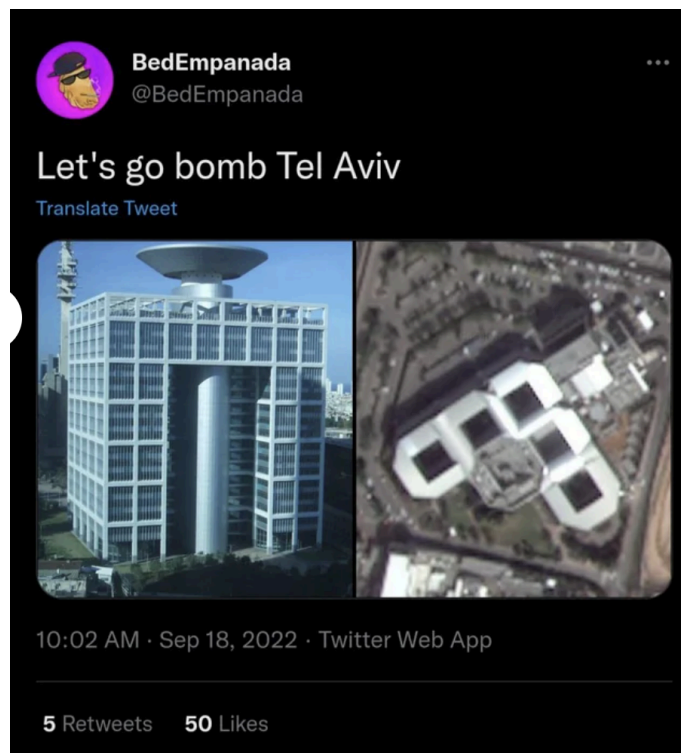 BedEmpanada
@BedEmpanada
Let's go bomb Tel Aviv
Translate Tweet
10:02 AM · Sep 18, 2022 · Twitter Web App
5 Retweets 50 Likes